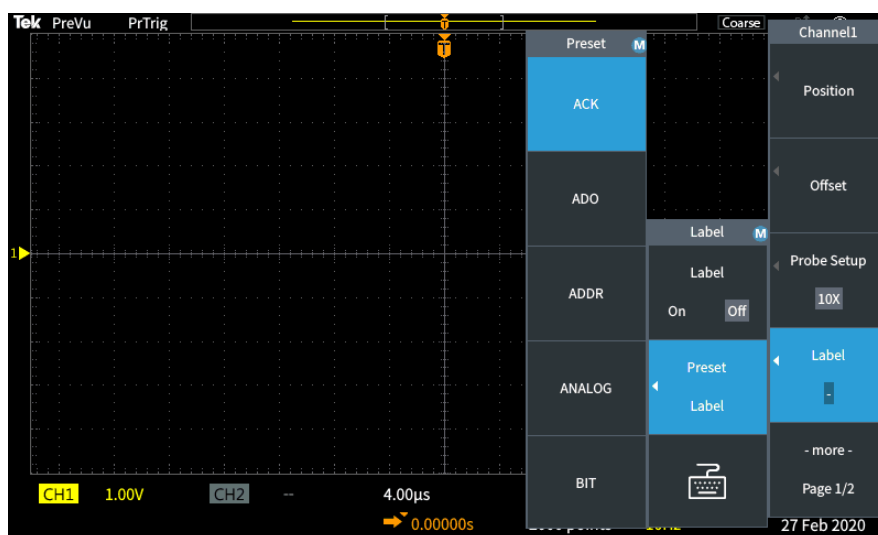 Tek PreVu PrTrig
Coarse
T
T
Channel1
Position
Offset
Probe Setup
10X
Label
-
- more -
Page 1/2
Preset M
ACK
ADO
ADDR
ANALOG
BIT
Label M
Label
On Off
Preset
Label
1
CH1 1.00V CH2 -- 4.00µs
0.00000s
27 Feb 2020